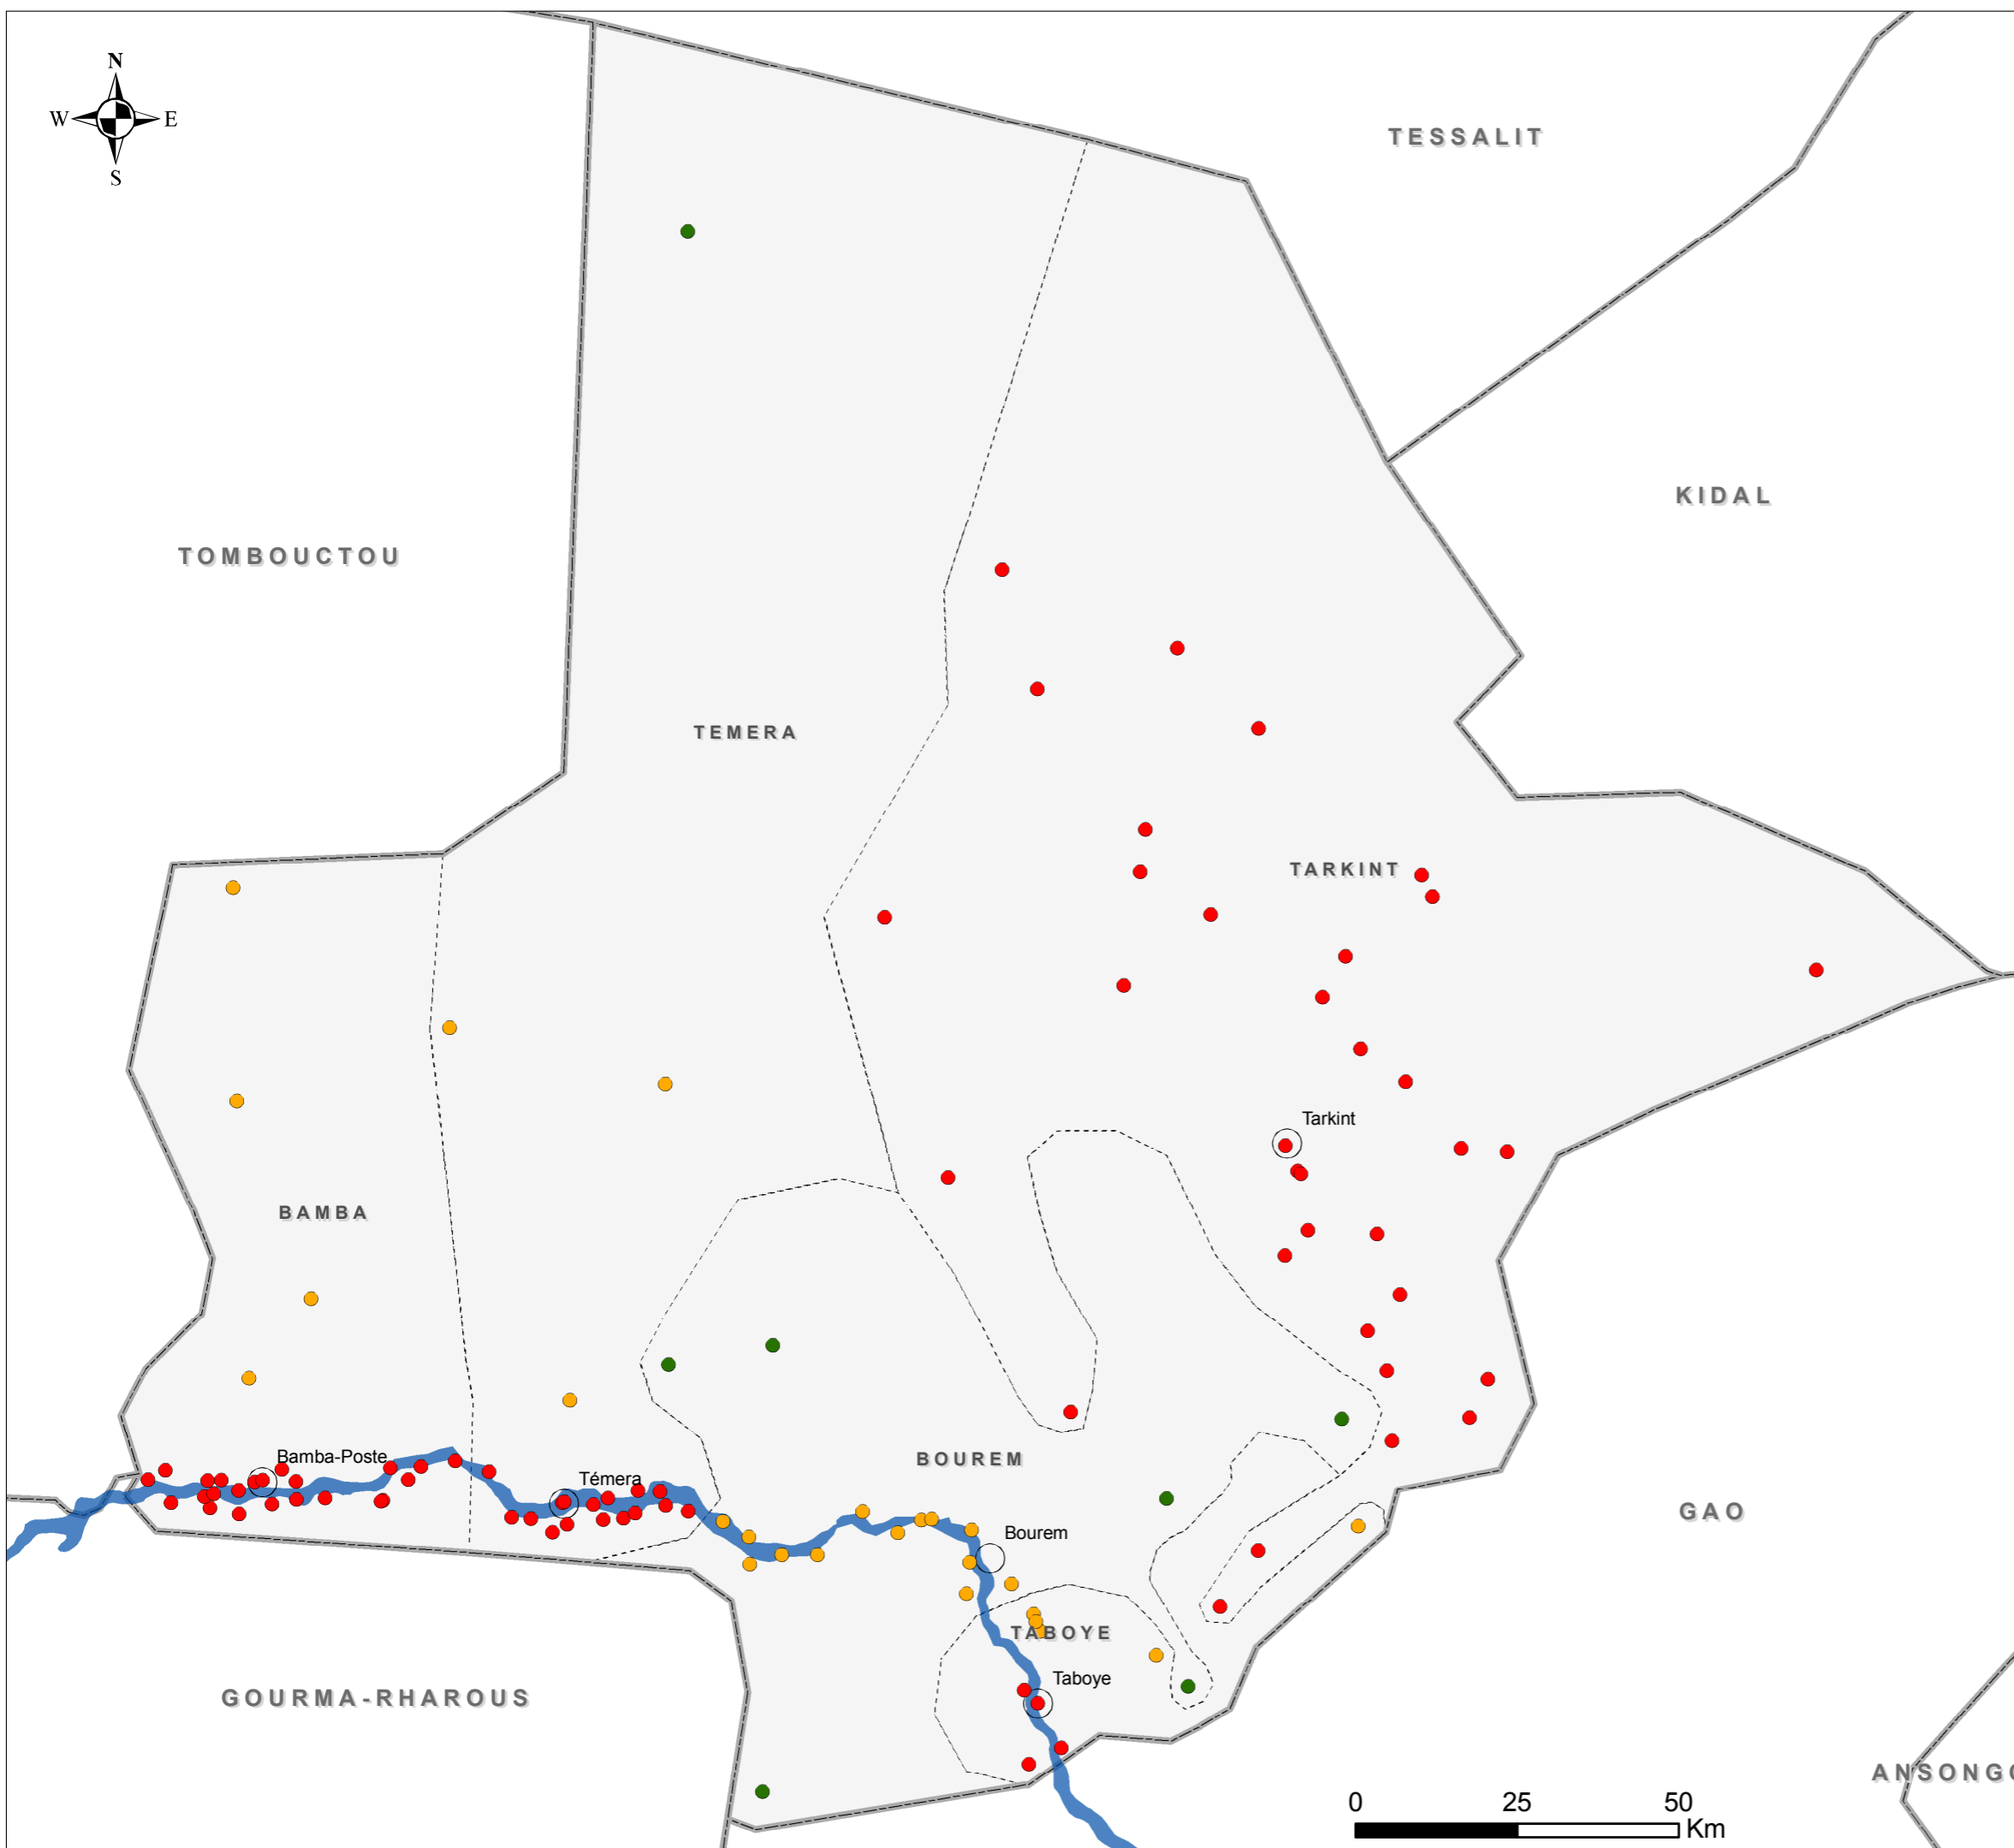 N
W E
S
TESSALIT
KIDAL
TOMBOUCTOU
TEMERA
TARKINT
Tarkint
BAMBA
Bamba-Poste
BOUREM
Témera
GAO
Bourem
TABOYE
Taboye
GOURMA-RHAROUS
ANSONGO
0 25 50
Km